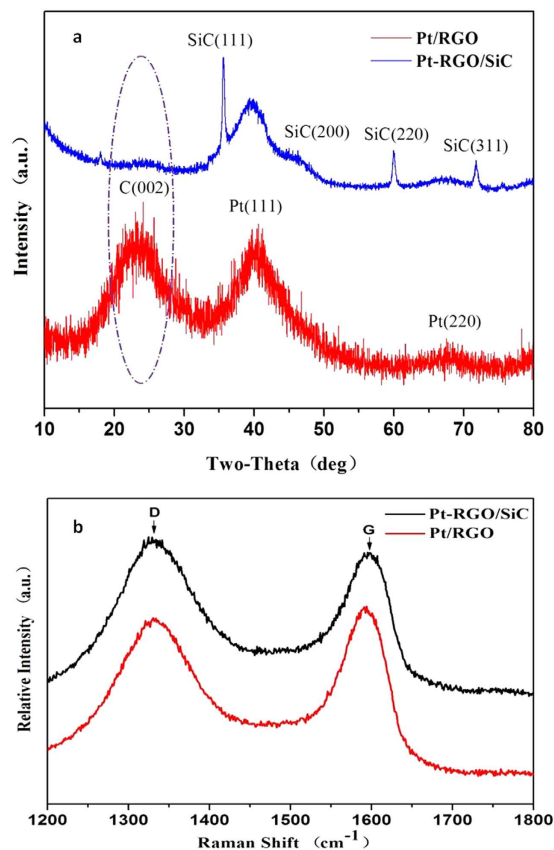 a
Pt/RGO
Pt-RGO/SiC
SiC(111)
SiC(200)
SiC(220)
SiC(311)
C(002)
Pt(111)
Pt(220)
Intensity (a.u.)
10 20 30 40 50 60 70 80
Two-Theta (deg)
b
D
G
Pt-RGO/SiC
Pt/RGO
Relative Intensity (a.u.)
1200 1300 1400 1500 1600 1700 1800
Raman Shift (cm⁻¹)